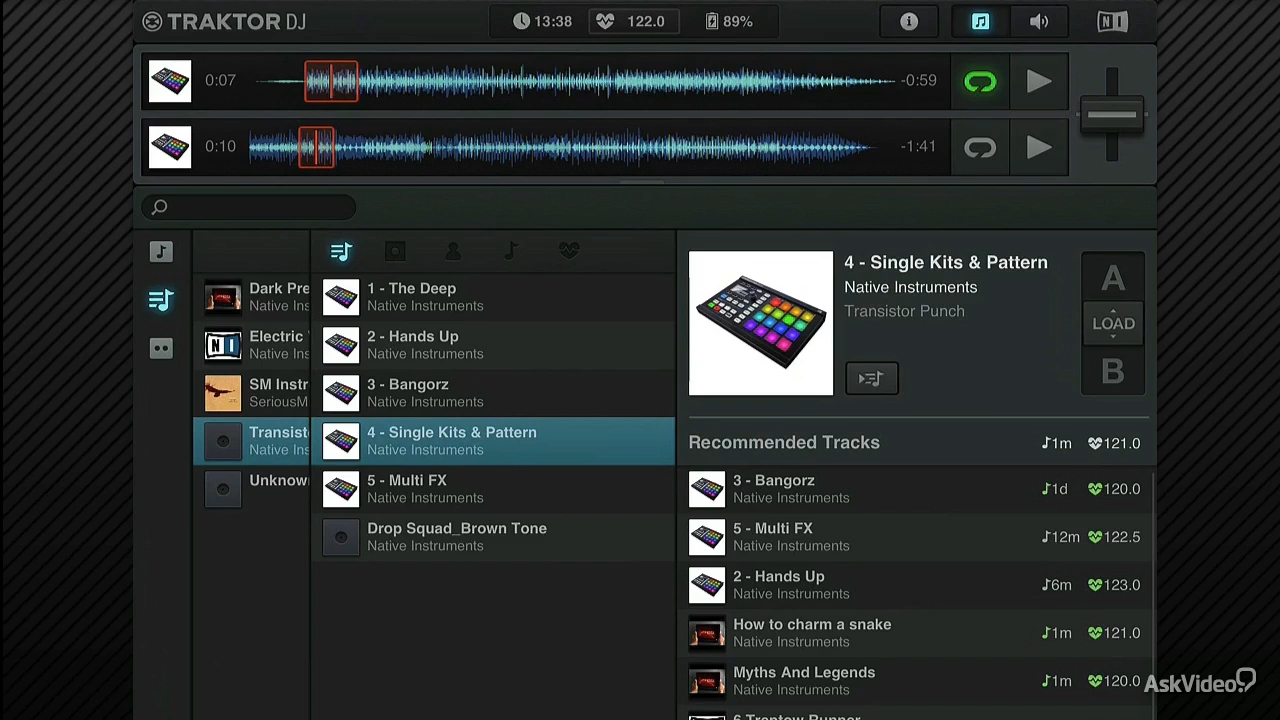 TRAKTOR DJ
13:38
122.0
89%
i
NI
0:07
-0:59
0:10
-1:41
Dark Pre
Native Ins
Electric
Native Ins
SM Instr
SeriousM
Transist
Native Ins
Unknow
1 - The Deep
Native Instruments
2 - Hands Up
Native Instruments
3 - Bangorz
Native Instruments
4 - Single Kits & Pattern
Native Instruments
5 - Multi FX
Native Instruments
Drop Squad_Brown Tone
Native Instruments
4 - Single Kits & Pattern
Native Instruments
Transistor Punch
A
LOAD
B
Recommended Tracks
1m 121.0
3 - Bangorz
Native Instruments
1d 120.0
5 - Multi FX
Native Instruments
12m 122.5
2 - Hands Up
Native Instruments
6m 123.0
How to charm a snake
Native Instruments
1m 121.0
Myths And Legends
Native Instruments
1m 120.0
AskVideo